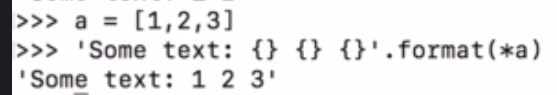 >>> a = [1,2,3]
>>> 'Some text: {} {} {}'.format(*a)
'Some text: 1 2 3'